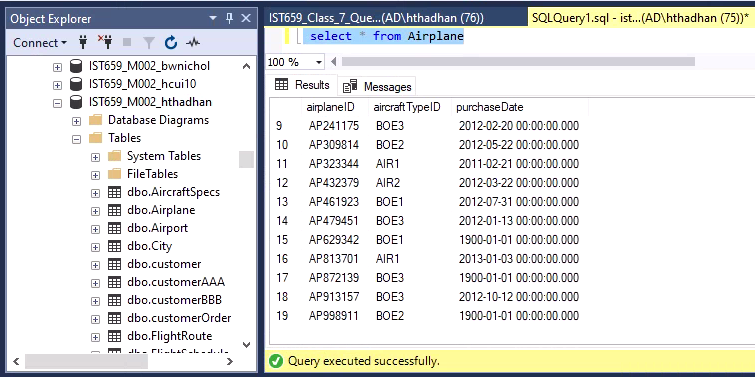 Object Explorer
Connect
IST659_M002_bwnichol
IST659_M002_hcui10
IST659_M002_hthadhan
Database Diagrams
Tables
System Tables
FileTables
dbo.AircraftSpecs
dbo.Airplane
dbo.Airport
dbo.City
dbo.customer
dbo.customerAAA
dbo.customerBBB
dbo.customerOrder
dbo.FlightRoute
dbo.FlightSchedule
IST659_Class_7_Que...(AD\hthadhan (76)) SQLQuery1.sql - ist...(AD\hthadhan (75))*
select * from Airplane
100 %
Results Messages
airplaneID aircraftTypeID purchaseDate
9 AP241175 BOE3 2012-02-20 00:00:00.000
10 AP309814 BOE2 2012-05-22 00:00:00.000
11 AP323344 AIR1 2011-02-21 00:00:00.000
12 AP432379 AIR2 2012-03-22 00:00:00.000
13 AP461923 BOE1 2012-07-31 00:00:00.000
14 AP479451 BOE3 2012-01-13 00:00:00.000
15 AP629342 BOE1 1900-01-01 00:00:00.000
16 AP813701 AIR1 2013-01-03 00:00:00.000
17 AP872139 BOE3 1900-01-01 00:00:00.000
18 AP913157 BOE3 2012-10-12 00:00:00.000
19 AP998911 BOE2 1900-01-01 00:00:00.000
Query executed successfully.